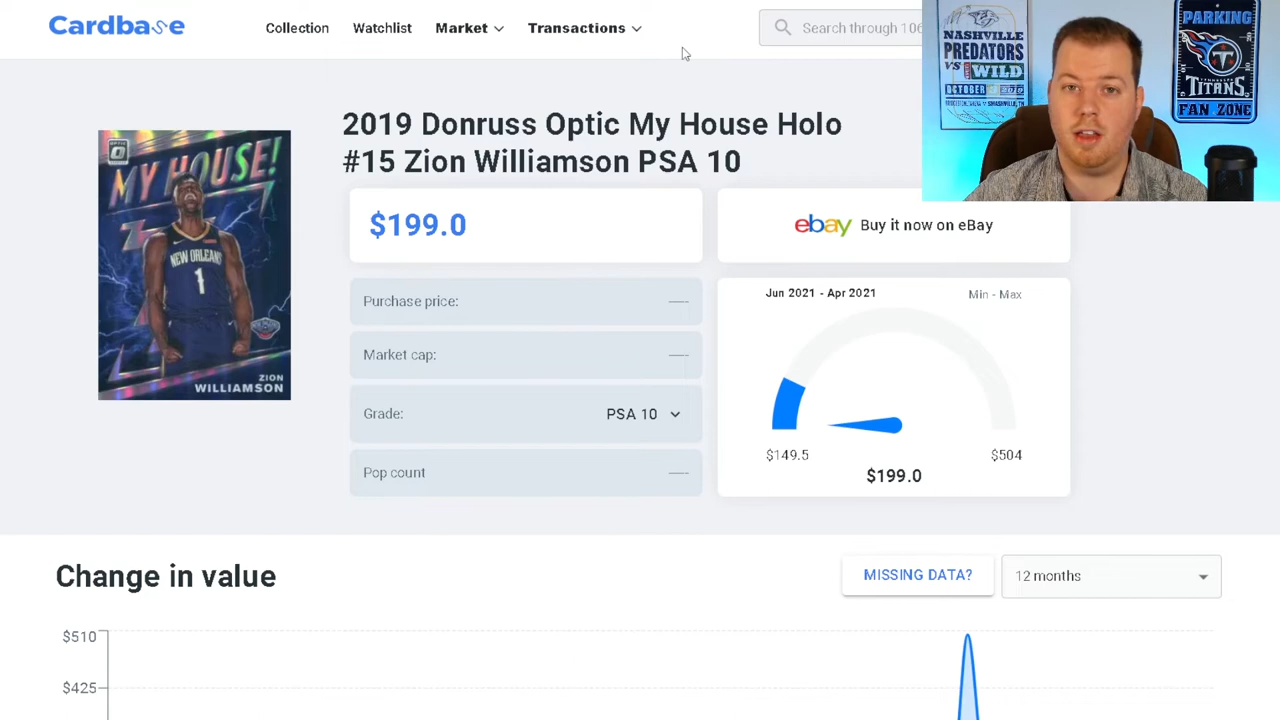 Cardbase
Collection
Watchlist
Market
Transactions
Search through 106
NASHVILLE
PREDATORS
VS WILD
OCTOBER
PARKING
TITANS
FAN ZONE
2019 Donruss Optic My House Holo
#15 Zion Williamson PSA 10
OPTIC
MY HOUSE!
NEW ORLEANS
1
ZION
WILLIAMSON
$199.0
ebay Buy it now on eBay
Purchase price:
Market cap:
Grade: PSA 10
Pop count
Jun 2021 - Apr 2021
Min - Max
$149.5
$504
$199.0
Change in value
MISSING DATA?
12 months
$510
$425